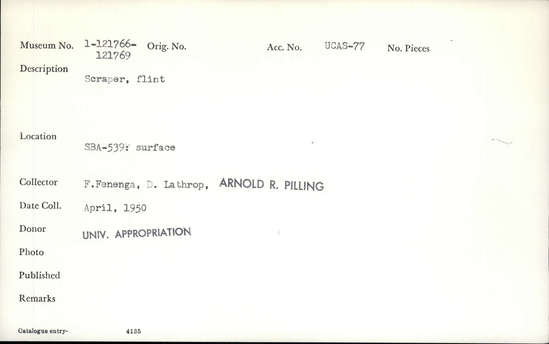 Museum No. 1-121766- Orig. No. Acc. No. UCAS-77 No. Pieces
121769
Description
Scraper, flint
Location
SBA-539: surface
Collector F.Fenenga, D. Lathrop, ARNOLD R. PILLING
Date Coll. April, 1950
Donor UNIV. APPROPRIATION
Photo
Published
Remarks
Catalogue entry- 4135